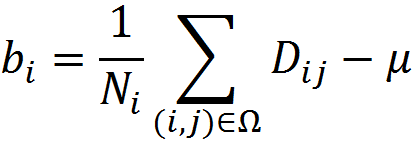 $b_i = \frac{1}{N_i} \sum_{(i,j)\in\Omega} D_{ij} - \mu$